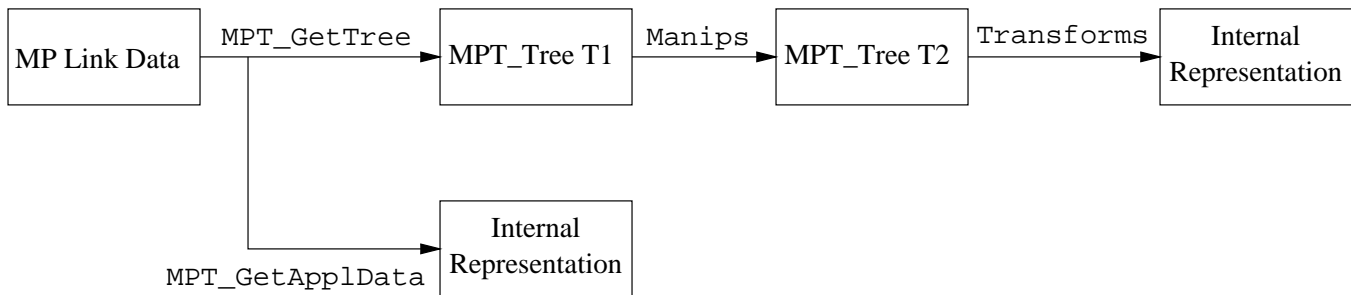 MP Link Data
MPT_GetTree
MPT_Tree T1
Manips
MPT_Tree T2
Transforms
Internal
Representation
Internal
Representation
MPT_GetApplData